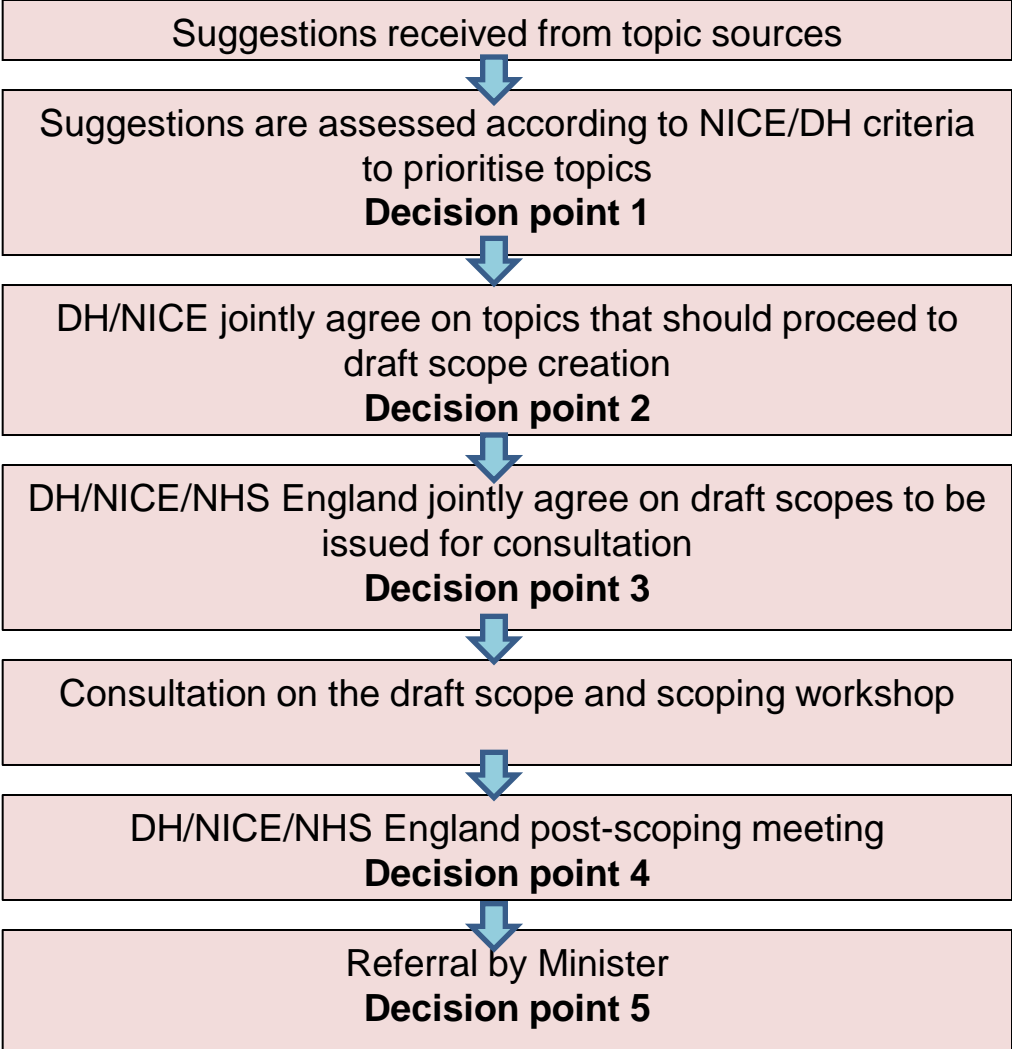 Suggestions received from topic sources
Suggestions are assessed according to NICE/DH criteria
to prioritise topics
Decision point 1
DH/NICE jointly agree on topics that should proceed to
draft scope creation
Decision point 2
DH/NICE/NHS England jointly agree on draft scopes to be
issued for consultation
Decision point 3
Consultation on the draft scope and scoping workshop
DH/NICE/NHS England post-scoping meeting
Decision point 4
Referral by Minister
Decision point 5